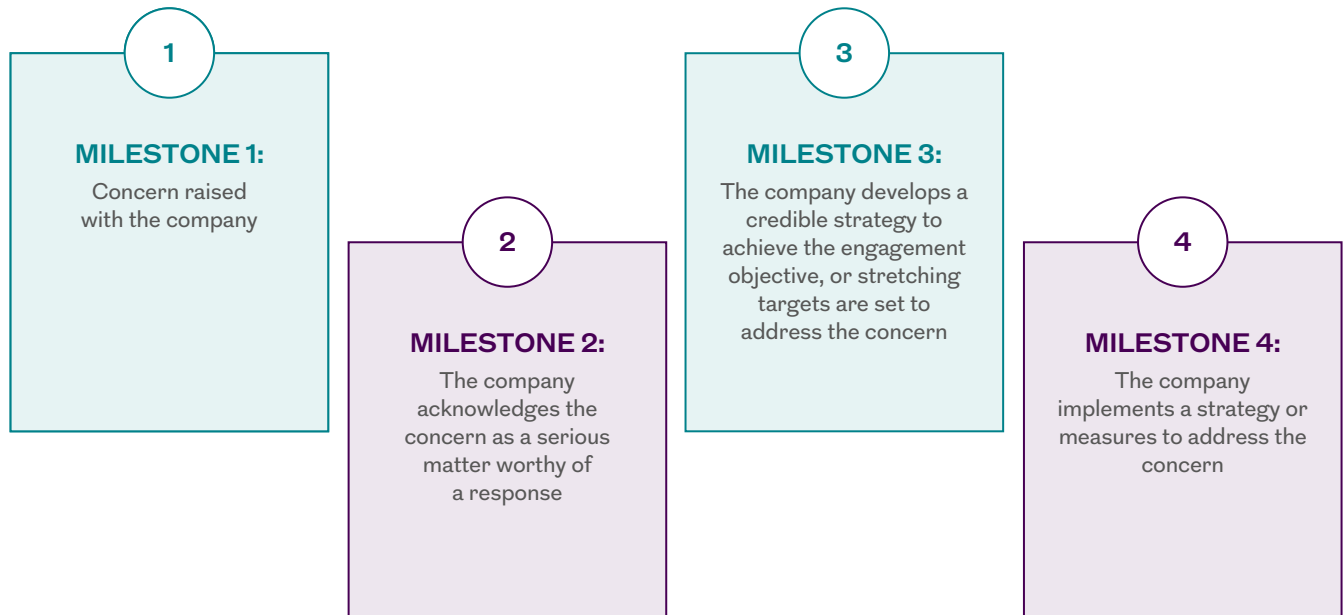 1
MILESTONE 1:
Concern raised
with the company
2
MILESTONE 2:
The company
acknowledges the
concern as a serious
matter worthy of
a response
3
MILESTONE 3:
The company develops a
credible strategy to
achieve the engagement
objective, or stretching
targets are set to
address the concern
4
MILESTONE 4:
The company
implements a strategy or
measures to address the
concern